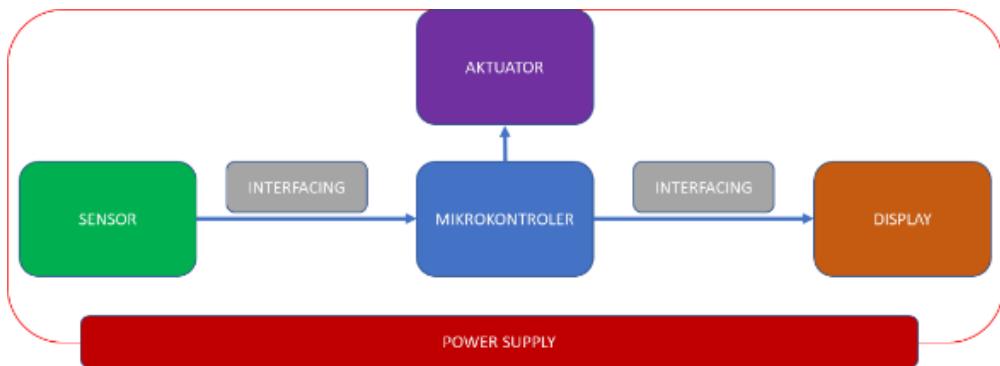 AKTUATOR
INTERFACING
INTERFACING
SENSOR
MIKROKONTROLER
DISPLAY
POWER SUPPLY